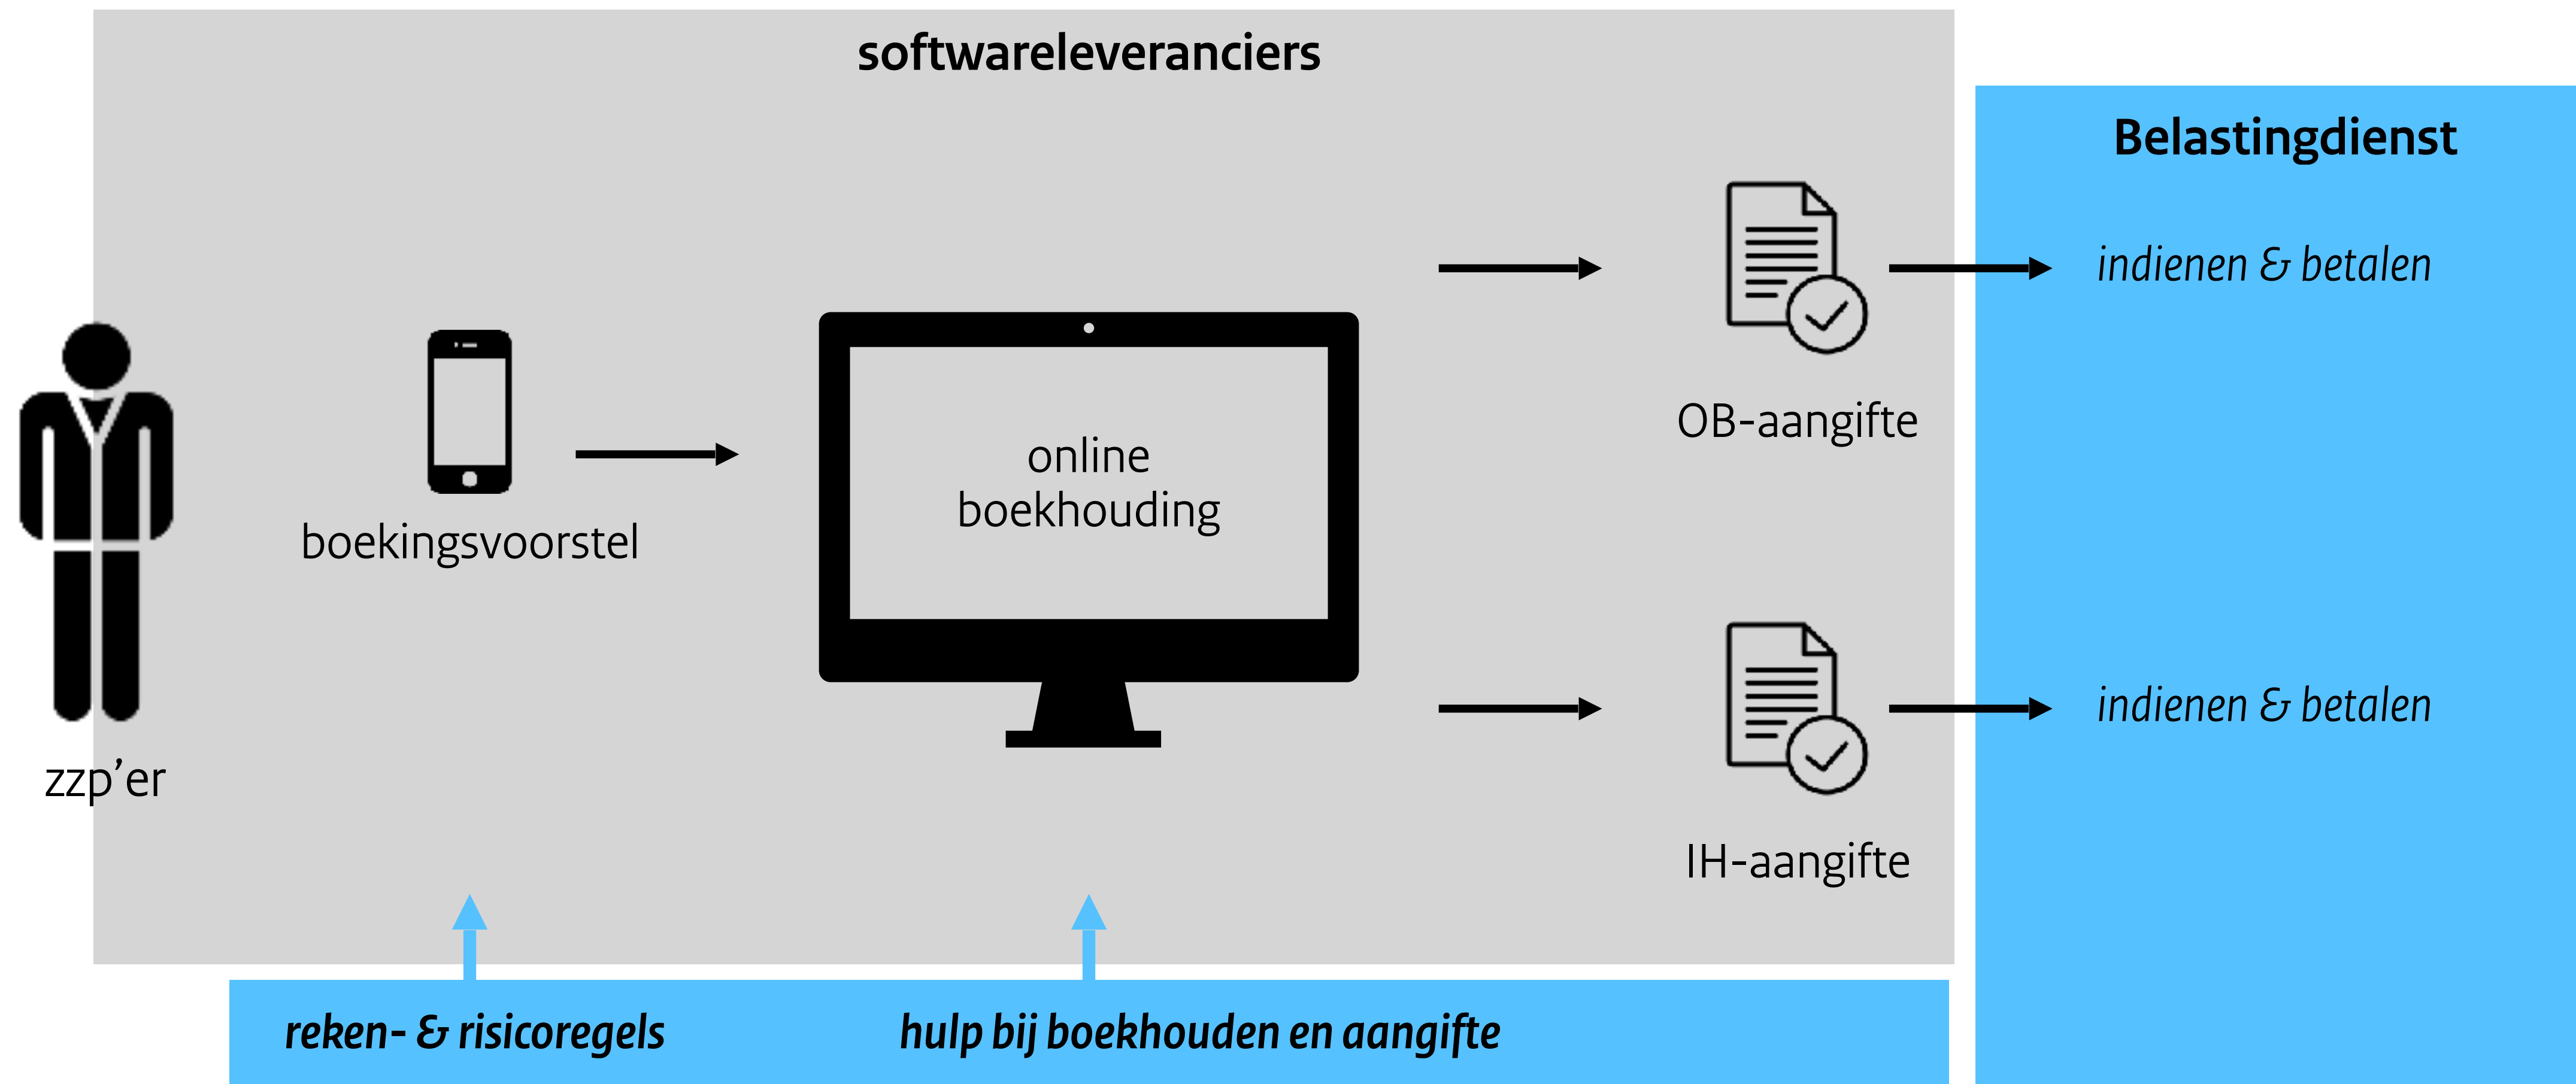 softwareleveranciers
Belastingdienst
indienen & betalen
OB-aangifte
online
boekhouding
boekingsvoorstel
indienen & betalen
zzp’er
IH-aangifte
reken- & risicoregels
hulp bij boekhouden en aangifte